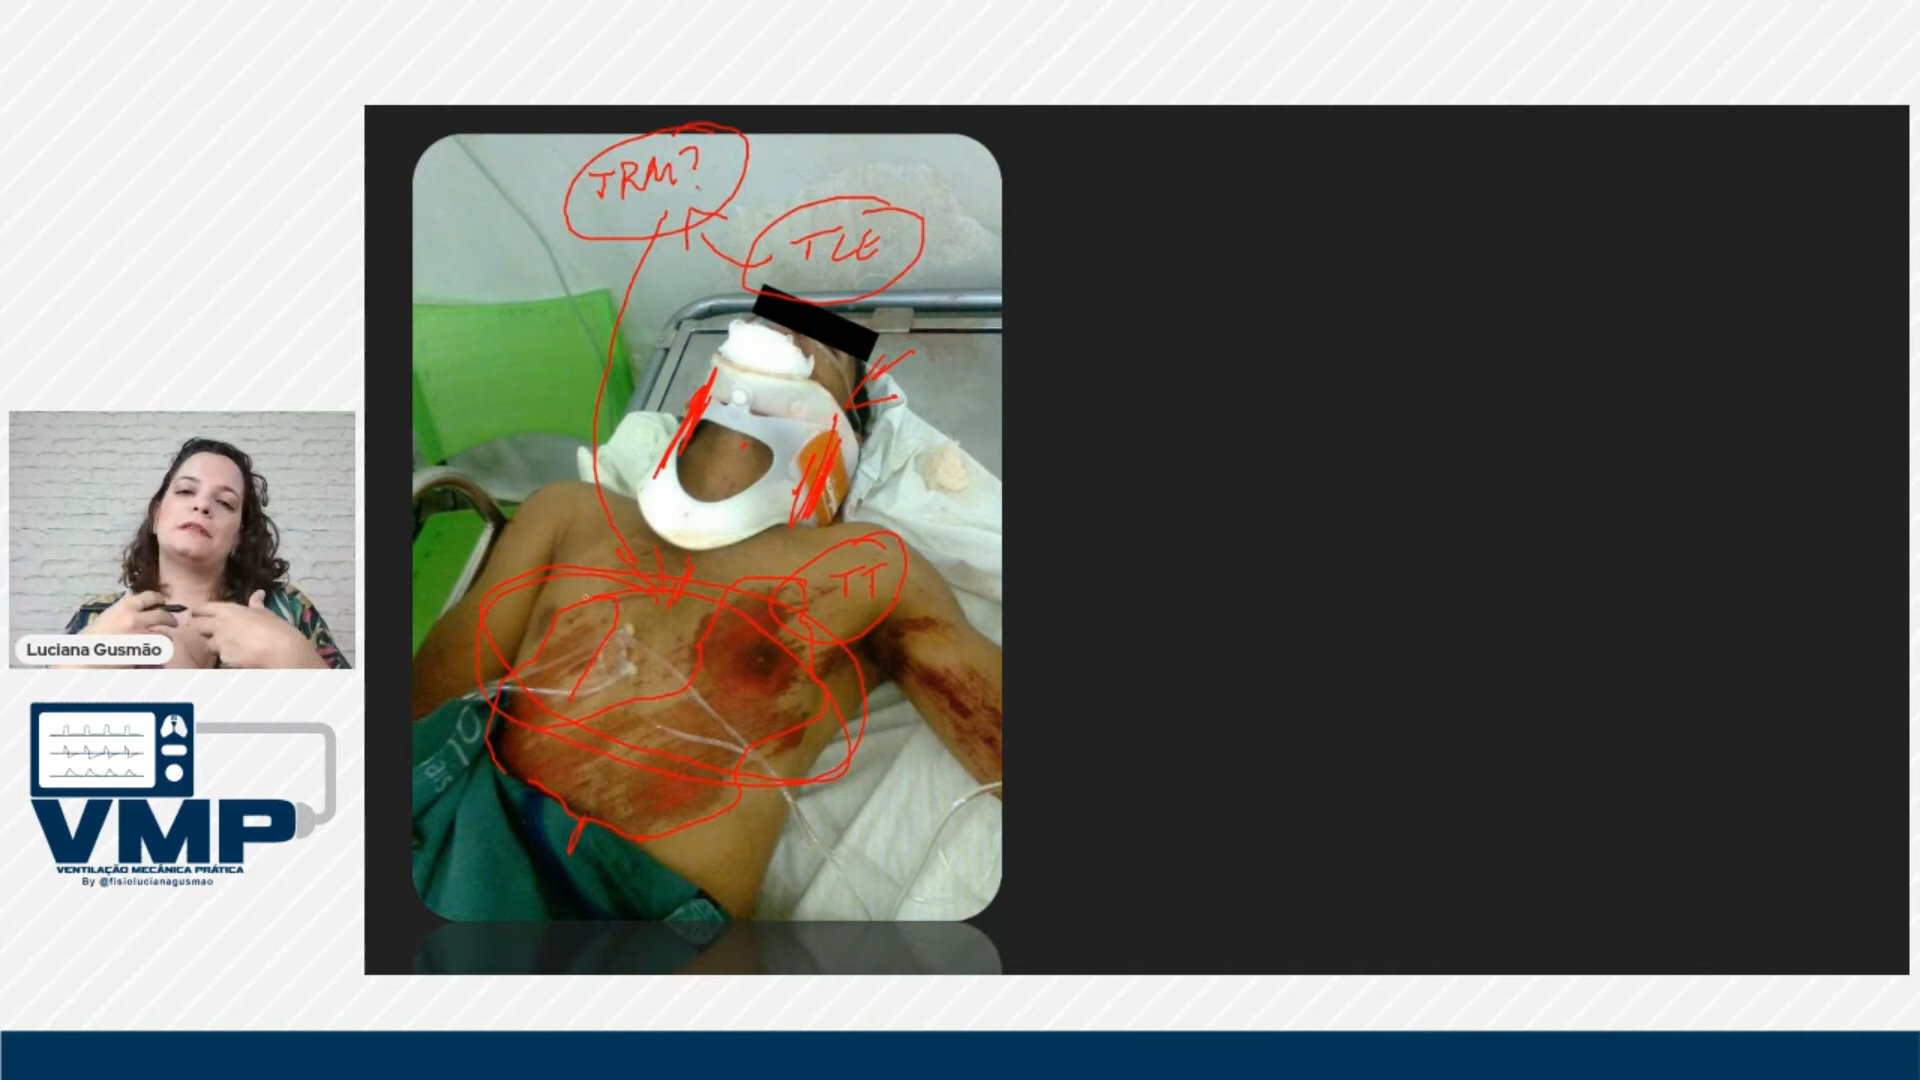 TRM?
TCE
TT
Luciana Gusmão
VMP
VENTILAÇÃO MECÂNICA PRÁTICA
By @fisiolucianagusmao